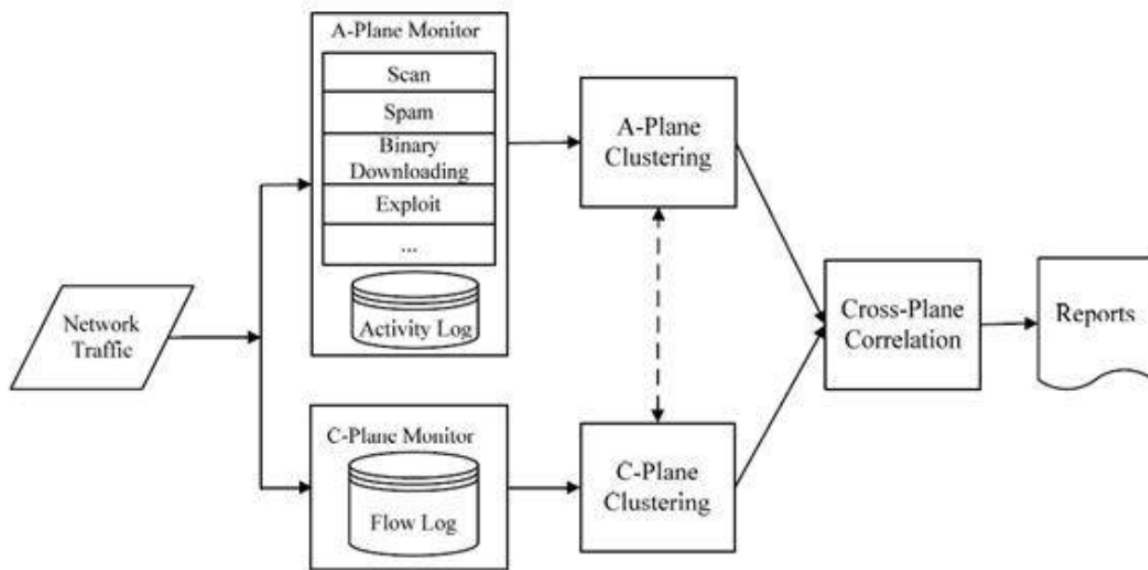 A-Plane Monitor
Scan
Spam
Binary
Downloading
Exploit
...
Activity Log
Network
Traffic
C-Plane Monitor
Flow Log
A-Plane
Clustering
C-Plane
Clustering
Cross-Plane
Correlation
Reports